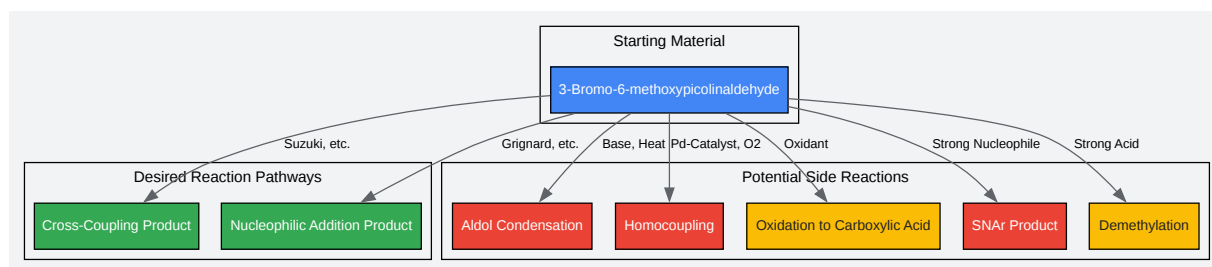 Starting Material
3-Bromo-6-methoxypicolinaldehyde
Suzuki, etc.
Grignard, etc.
Base, Heat
Pd-Catalyst, O2
Oxidant
Strong Nucleophile
Strong Acid
Desired Reaction Pathways
Potential Side Reactions
Cross-Coupling Product
Nucleophilic Addition Product
Aldol Condensation
Homocoupling
Oxidation to Carboxylic Acid
SNAr Product
Demethylation